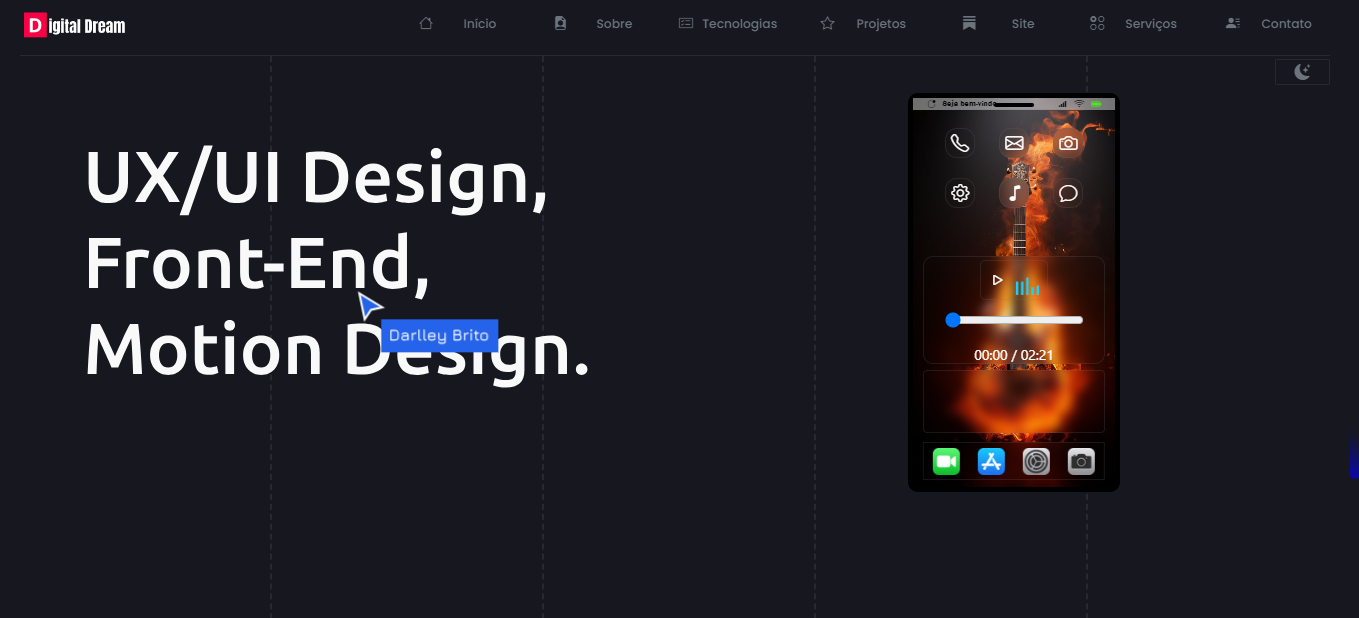 Digital Dream
Início
Sobre
Tecnologias
Projetos
Site
Serviços
Contato
UX/UI Design,
Front-End,
Motion Design.
Darlley Brito
Seja bem-vindo
00:00 / 02:21